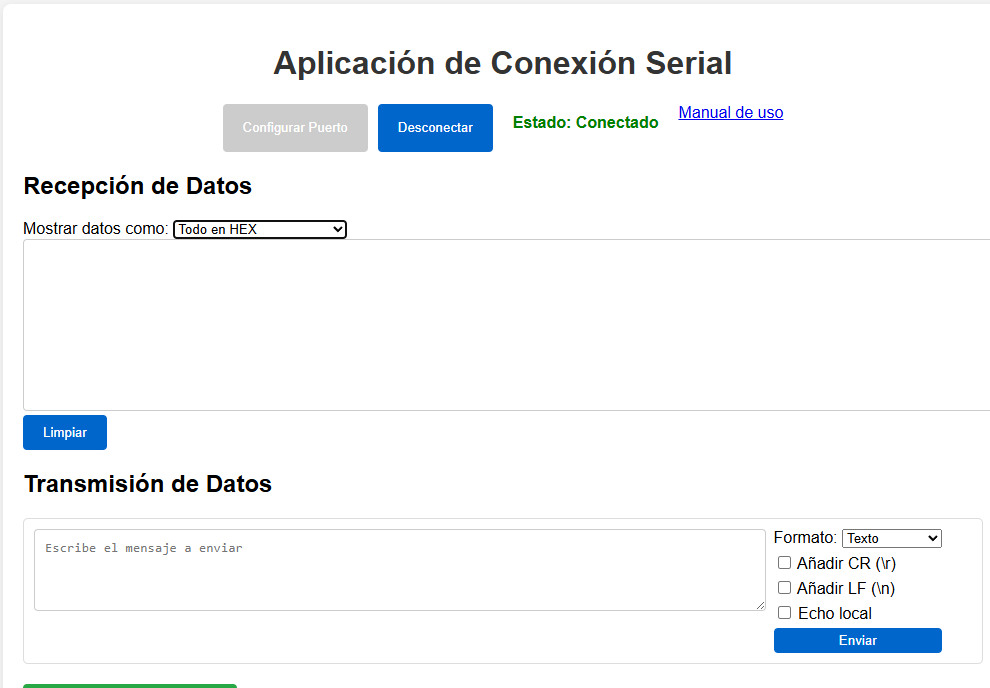 Aplicación de Conexión Serial
Configurar Puerto Desconectar Estado: Conectado Manual de uso
Recepción de Datos
Mostrar datos como: Todo en HEX
Limpiar
Transmisión de Datos
Escribe el mensaje a enviar
Formato: Texto
Añadir CR (\r)
Añadir LF (\n)
Echo local
Enviar